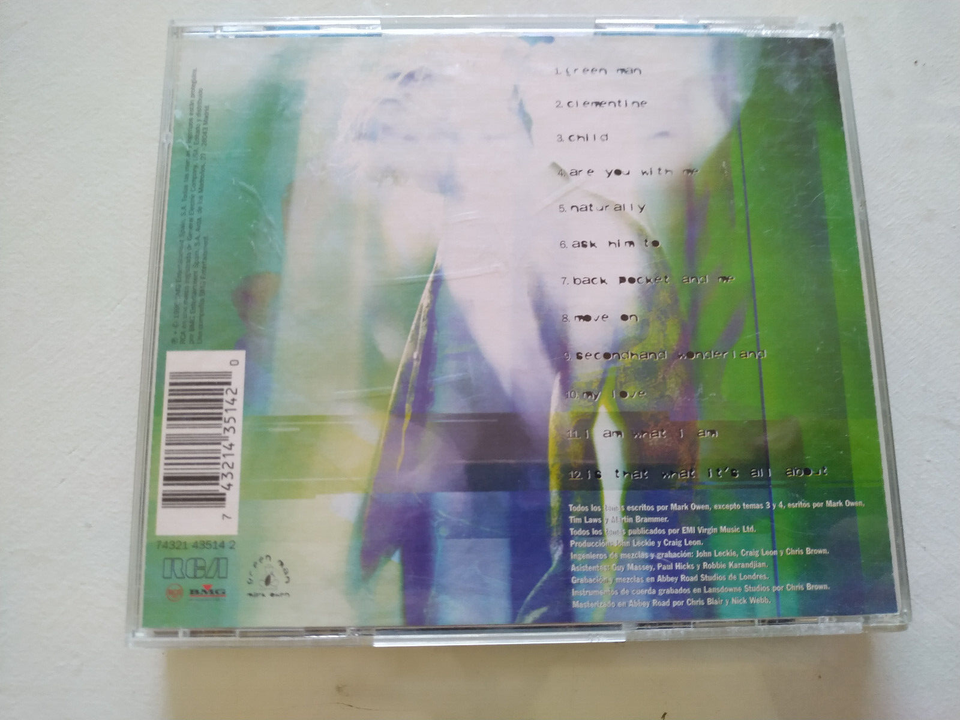 1. green man
2. clementine
3. child
4. are you with me
5. naturally
6. ask him to
7. back pocket and me
8. move on
9. secondhand wonderland
10. my love
11. i am what i am
12. is that what it's all about
Todos los temas escritos por Mark Owen, excepto temas 3 y 4, esritos por Mark Owen,
Tim Laws y Martin Brammer.
Todos los temas publicados por EMI Virgin Music Ltd.
Producción: John Leckie y Craig Leon.
Ingenieros de mezclas y grabación: John Leckie, Craig Leon y Chris Brown.
Asistentes: Guy Massey, Paul Hicks y Robbie Karandjian.
Grabación y mezclas en Abbey Road Studios de Londres.
Instrumentos de cuerda grabados en Lansdowne Studios por Chris Brown.
Masterizado en Abbey Road por Chris Blair y Nick Webb.
7 43214 35142 0
74321 43514 2
RCA
BMG
green man